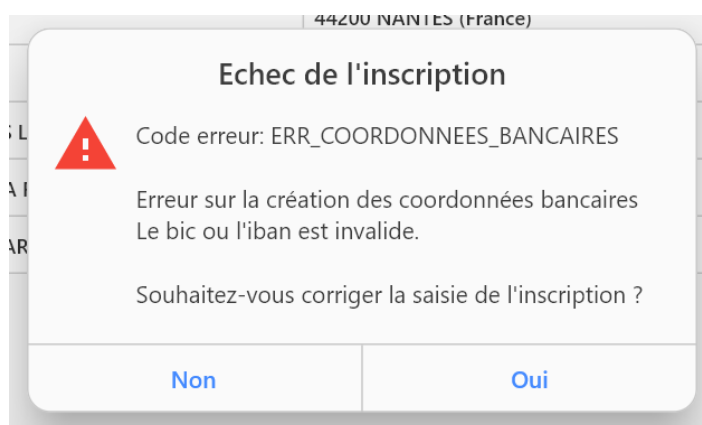 44200 NANTES (France)
Echec de l'inscription
Code erreur: ERR_COORDONNEES_BANCAIRES
Erreur sur la création des coordonnées bancaires
Le bic ou l'iban est invalide.
Souhaitez-vous corriger la saisie de l'inscription ?
Non
Oui